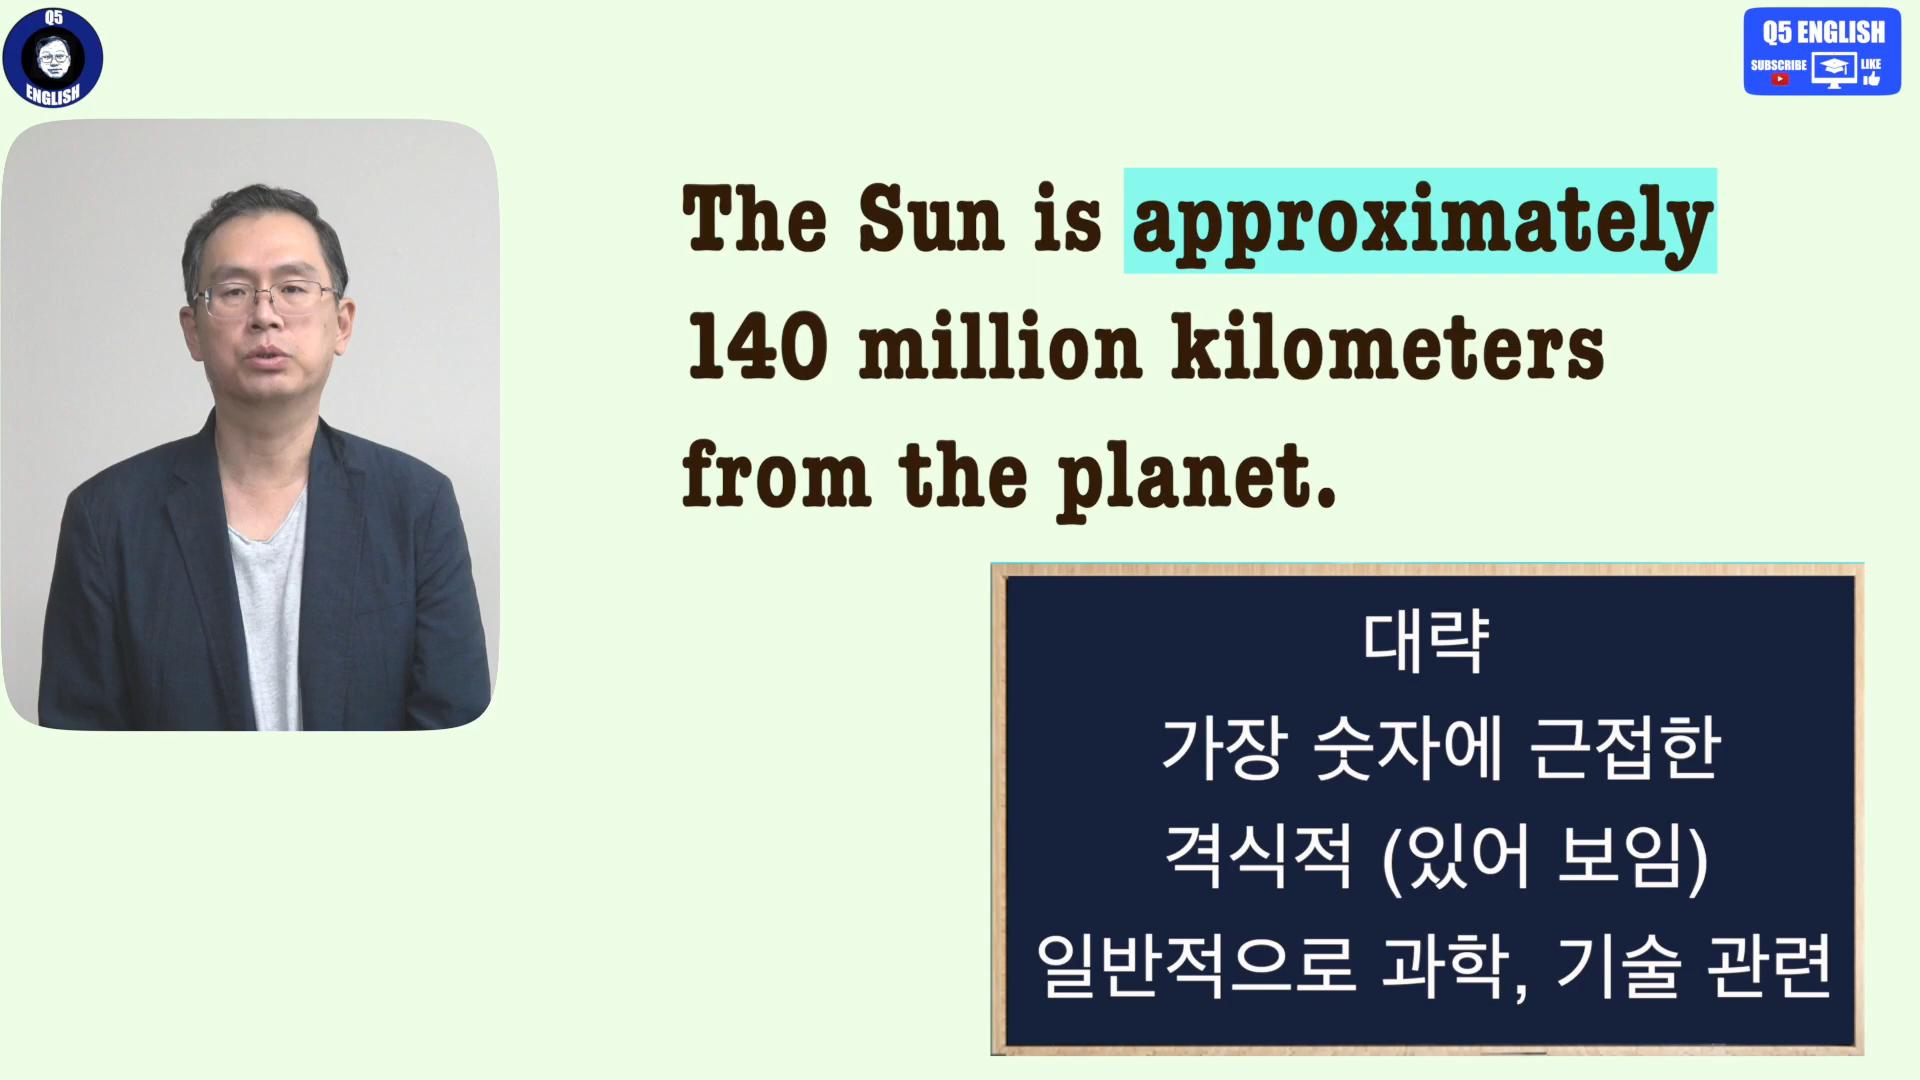 Q5
ENGLISH
Q5 ENGLISH
SUBSCRIBE
LIKE
The Sun is approximately
140 million kilometers
from the planet.
대략
가장 숫자에 근접한
격식적 (있어 보임)
일반적으로 과학, 기술 관련